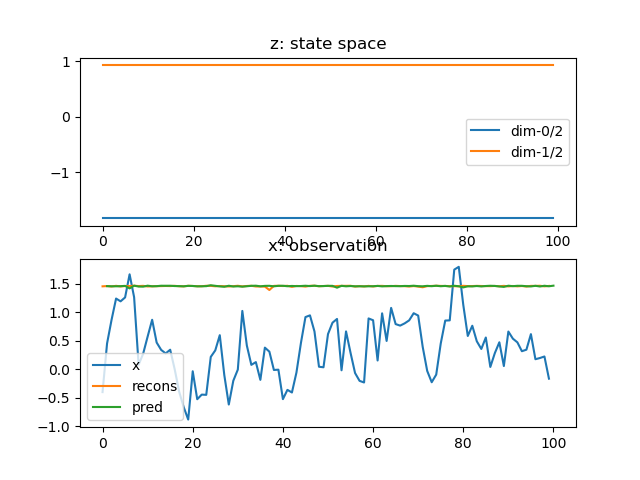 z: state space
1
0
−1
dim-0/2
dim-1/2
0 20 40 60 80 100
x: observation
1.5
1.0
0.5
0.0
−0.5
−1.0
x
recons
pred
0 20 40 60 80 100